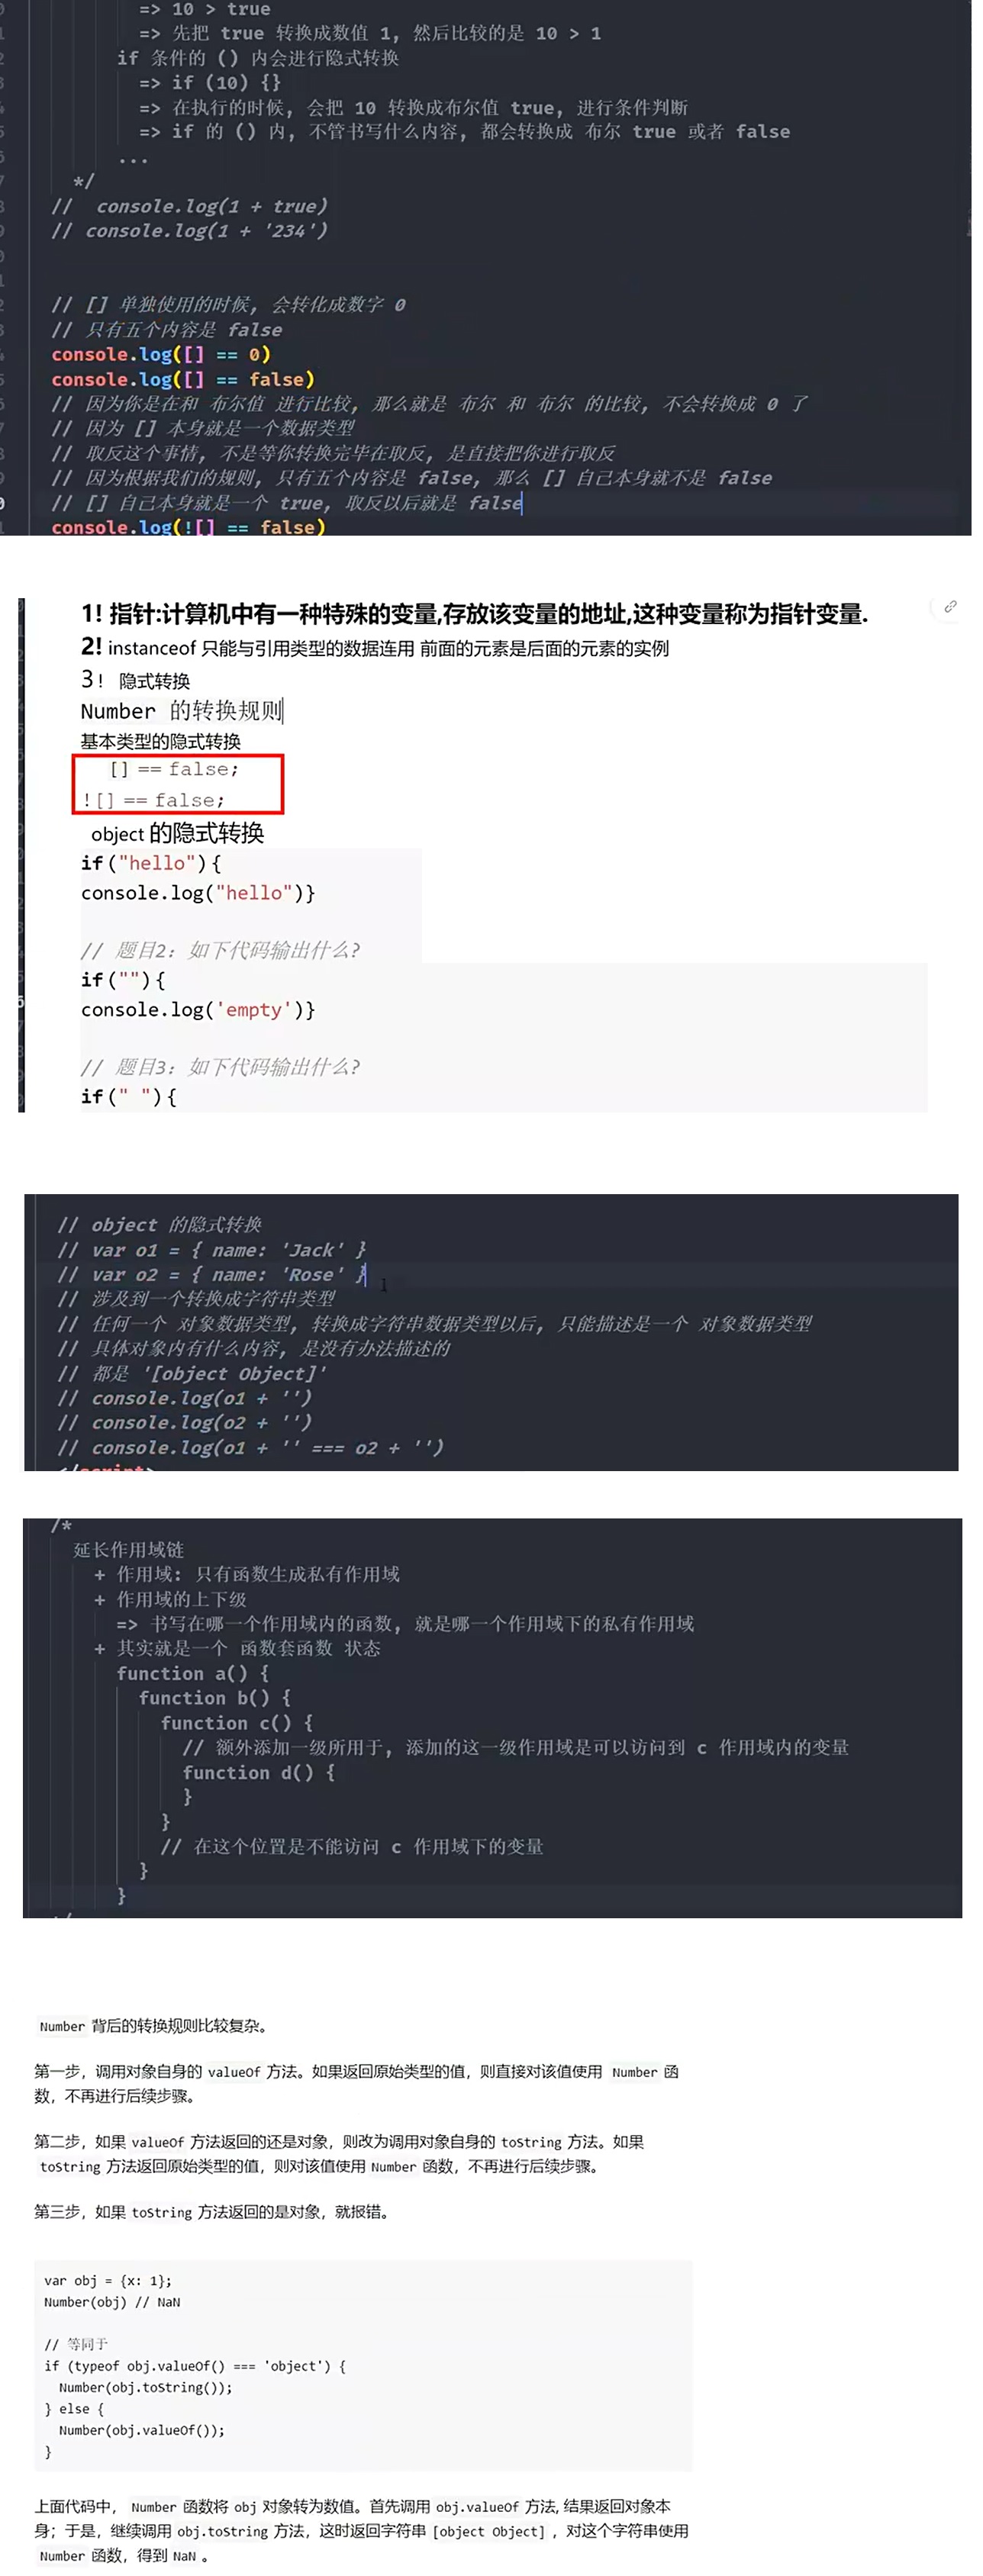 => 10 > true
=> 先把 true 转换成数值 1, 然后比较的是 10 > 1
if 条件的 () 内会进行隐式转换
=> if (10) {}
=> 在执行的时候, 会把 10 转换成布尔值 true, 进行条件判断
=> if 的 () 内, 不管书写什么内容, 都会转换成 布尔 true 或者 false
...
*/
//  console.log(1 + true)
// console.log(1 + '234')
// [] 单独使用的时候, 会转化成数字 0
// 只有五个内容是 false
console.log([] == 0)
console.log([] == false)
// 因为你是在和 布尔值 进行比较, 那么就是 布尔 和 布尔 的比较, 不会转换成 0 了
// 因为 [] 本身就是一个数据类型
// 取反这个事情, 不是等你转换完毕在取反, 是直接把你进行取反
// 因为根据我们的规则, 只有五个内容是 false, 那么 [] 自己本身就不是 false
// [] 自己本身就是一个 true, 取反以后就是 false
console.log(![] == false)
1! 指针:计算机中有一种特殊的变量,存放该变量的地址,这种变量称为指针变量.
2! instanceof 只能与引用类型的数据连用 前面的元素是后面的元素的实例
3! 隐式转换
Number 的转换规则
基本类型的隐式转换
[] == false;
![] == false;
object 的隐式转换
if("hello"){
console.log("hello")}
// 题目2: 如下代码输出什么?
if(""){
console.log('empty')}
// 题目3: 如下代码输出什么?
if(" "){
// object 的隐式转换
// var o1 = { name: 'Jack' }
// var o2 = { name: 'Rose' }
// 涉及到一个转换成字符串类型
// 任何一个 对象数据类型, 转换成字符串数据类型以后, 只能描述是一个 对象数据类型
// 具体对象内有什么内容, 是没有办法描述的
// 都是 '[object Object]'
// console.log(o1 + '')
// console.log(o2 + '')
// console.log(o1 + '' === o2 + '')
</script>
/*
延长作用域链
+ 作用域: 只有函数生成私有作用域
+ 作用域的上下级
=> 书写在哪一个作用域内的函数, 就是哪一个作用域下的私有作用域
+ 其实就是一个 函数套函数 状态
function a() {
function b() {
function c() {
// 额外添加一级所用于, 添加的这一级作用域是可以访问到 c 作用域内的变量
function d() {
}
}
// 在这个位置是不能访问 c 作用域下的变量
}
}
Number 背后的转换规则比较复杂。
第一步，调用对象自身的 valueOf 方法。如果返回原始类型的值，则直接对该值使用 Number 函
数，不再进行后续步骤。
第二步，如果 valueOf 方法返回的还是对象，则改为调用对象自身的 toString 方法。如果
toString 方法返回原始类型的值，则对该值使用 Number 函数，不再进行后续步骤。
第三步，如果 toString 方法返回的是对象，就报错。
var obj = {x: 1};
Number(obj) // NaN
// 等同于
if (typeof obj.valueOf() === 'object') {
Number(obj.toString());
} else {
Number(obj.valueOf());
}
上面代码中， Number 函数将 obj 对象转为数值。首先调用 obj.valueOf 方法, 结果返回对象本
身；于是，继续调用 obj.toString 方法，这时返回字符串 [object Object] ，对这个字符串使用
Number 函数，得到 NaN 。